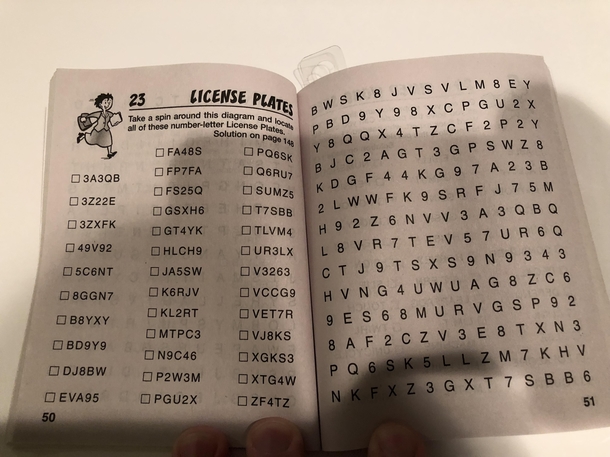 23 LICENSE PLATES
Take a spin around this diagram and locate
all of these number-letter License Plates.
Solution on page 148
3A3QB
3Z22E
3ZXFK
49V92
5C6NT
8GGN7
B8YXY
BD9Y9
DJ8BW
EVA95
FA48S
FP7FA
FS25Q
GSXH6
GT4YK
HLCH9
JA5SW
K6RJV
KL2RT
MTPC3
N9C46
P2W3M
PGU2X
PQ6SK
Q6RU7
SUMZ5
T7SBB
TLVM4
UR3LX
V3263
VCCG9
VET7R
VJ8KS
XGKS3
XTG4W
ZF4TZ
50
B W S K 8 J V S V L M 8 E Y
P B D 9 Y 9 8 X C P G U 2 X
Y 8 Q Q X 4 T Z C F 2 P 2 Y
B J C 2 A G T 3 G P S W Z 8
K D G F 4 4 K G 9 7 A 2 3 B
2 L W W F K 9 S R F J 7 5 M
H 9 2 Z 6 N V V 3 A 3 Q B Q
L 8 V R 7 T E V 5 7 U R 6 Q
C T J 9 T S X S 9 N 9 3 4 3
H V N G 4 U W U A G 8 Z C 6
9 E S 6 8 M U R V G S P 9 2
8 A F 2 C Z V 3 E 8 T X N 3
P Q 6 S K 5 L L Z M 7 K H V
N K F X Z 3 G X T 7 S B B 6
51